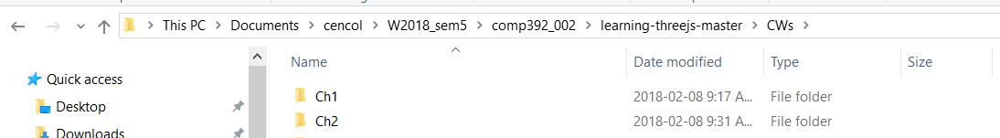 This PC > Documents > cencol > W2018_sem5 > comp392_002 > learning-threejs-master > CWs >
Name Date modified Type Size
Quick access
Ch1 2018-02-08 9:17 A... File folder
Desktop
Ch2 2018-02-08 9:31 A... File folder
Downloads